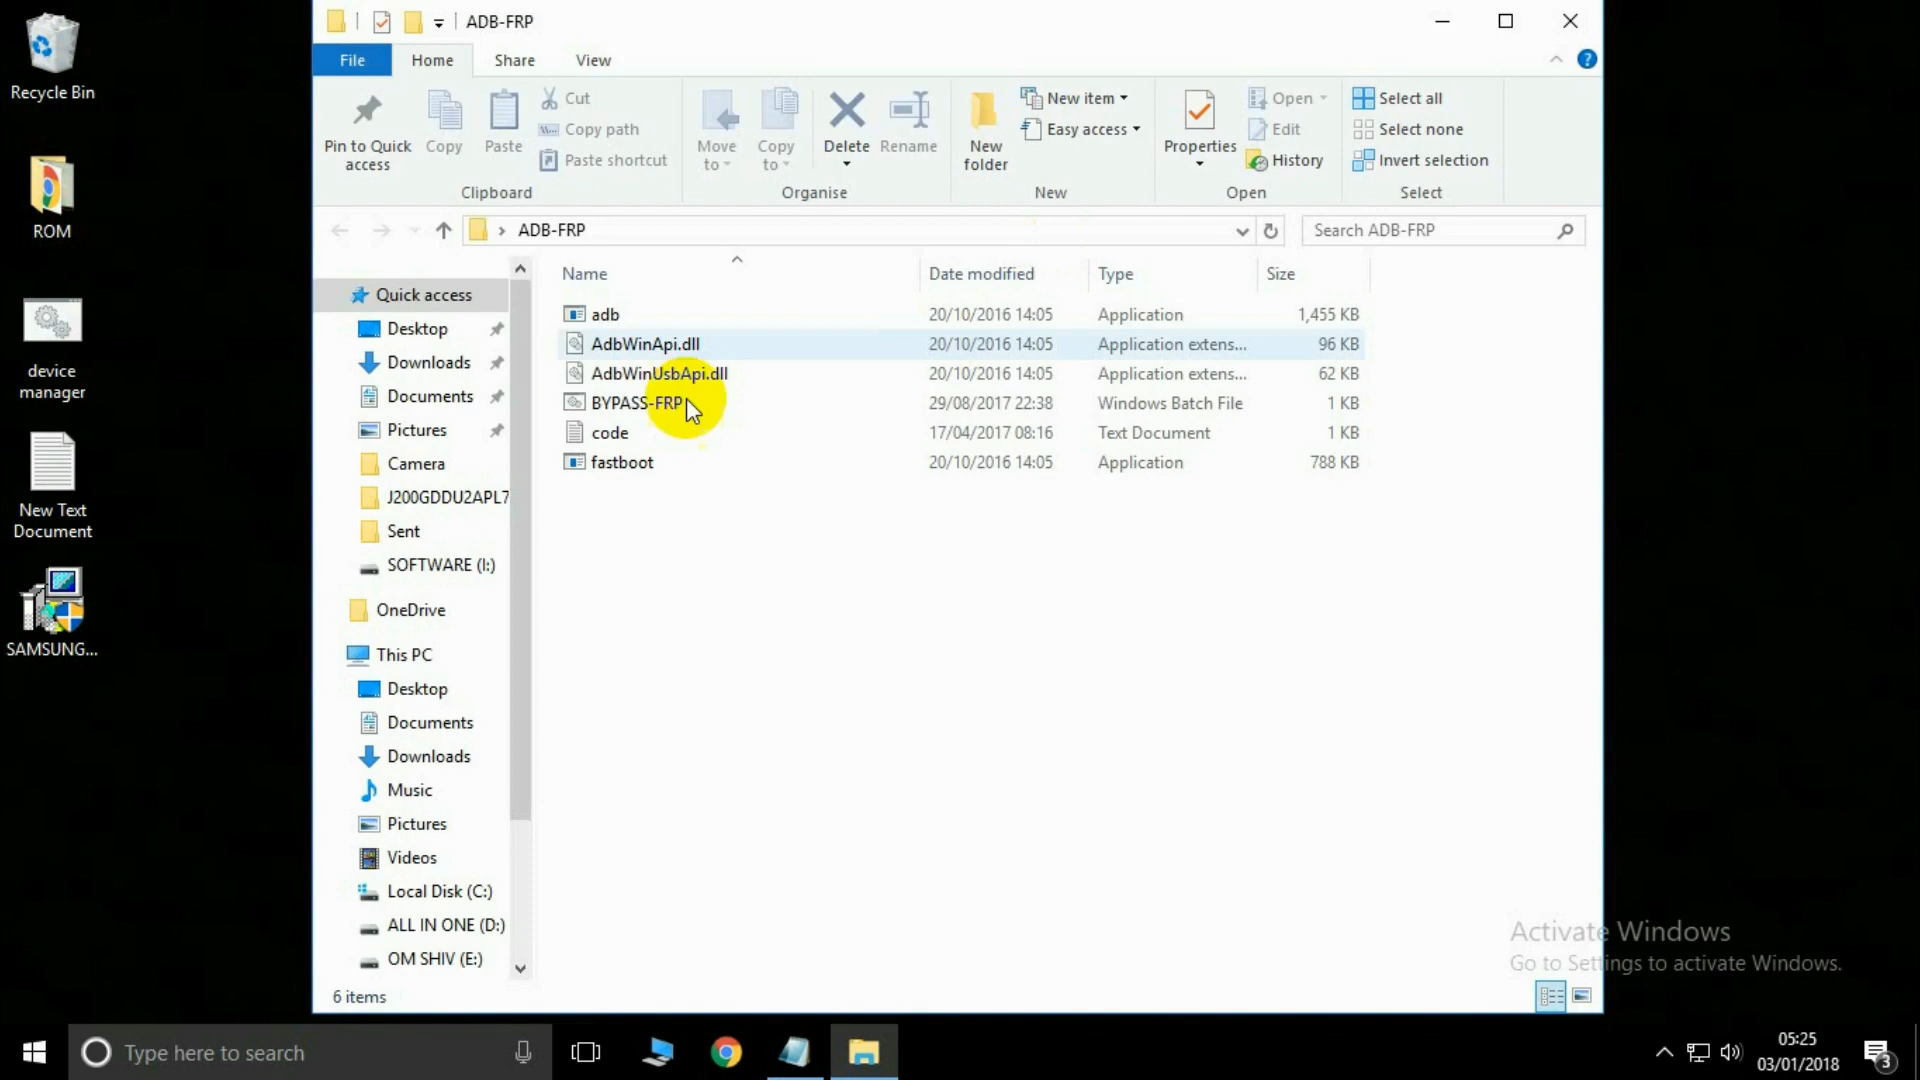 Recycle Bin
ROM
device
manager
New Text
Document
SAMSUNG...
ADB-FRP
File Home Share View
Pin to Quick
access
Copy
Paste
Cut
Copy path
Paste shortcut
Clipboard
Move
to
Copy
to
Delete
Rename
Organise
New
folder
New item
Easy access
New
Properties
Open
Edit
History
Open
Select all
Select none
Invert selection
Select
ADB-FRP
Search ADB-FRP
Quick access
Desktop
Downloads
Documents
Pictures
Camera
J200GDDU2APL7
Sent
SOFTWARE (I:)
OneDrive
This PC
Desktop
Documents
Downloads
Music
Pictures
Videos
Local Disk (C:)
ALL IN ONE (D:)
OM SHIV (E:)
Name Date modified Type Size
adb 20/10/2016 14:05 Application 1,455 KB
AdbWinApi.dll 20/10/2016 14:05 Application extens... 96 KB
AdbWinUsbApi.dll 20/10/2016 14:05 Application extens... 62 KB
BYPASS-FRP 29/08/2017 22:38 Windows Batch File 1 KB
code 17/04/2017 08:16 Text Document 1 KB
fastboot 20/10/2016 14:05 Application 788 KB
6 items
Activate Windows
Go to Settings to activate Windows.
Type here to search
05:25
03/01/2018
3